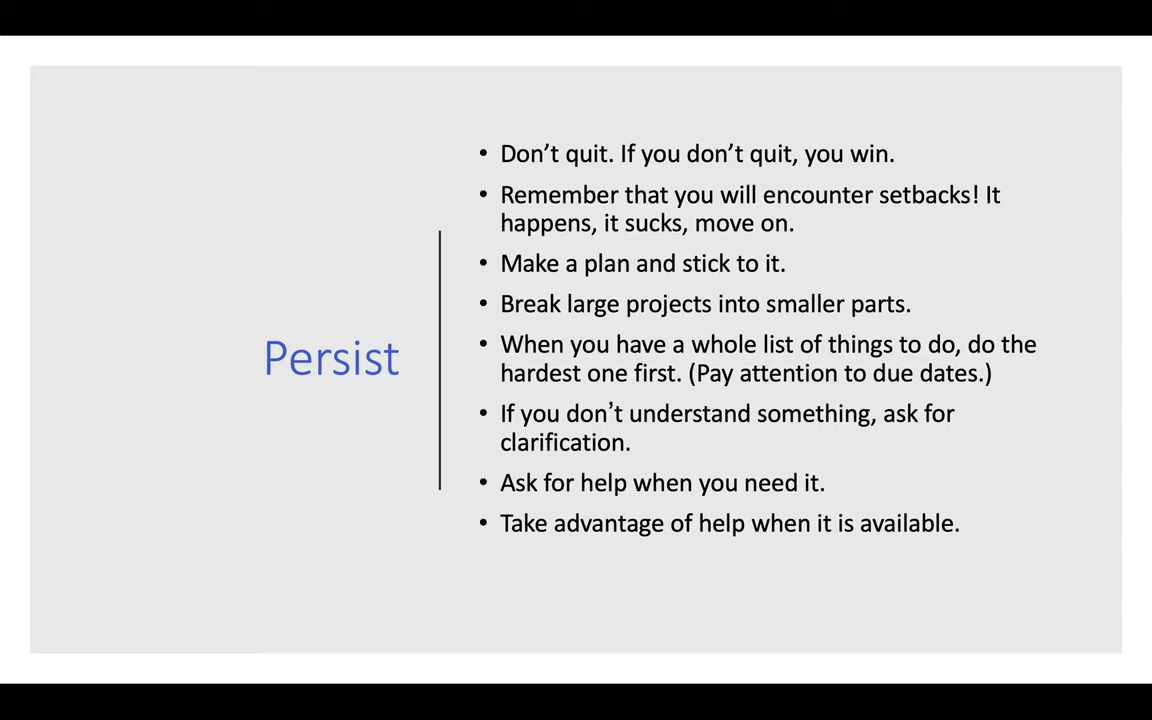 Persist
• Don’t quit. If you don’t quit, you win.
• Remember that you will encounter setbacks! It
happens, it sucks, move on.
• Make a plan and stick to it.
• Break large projects into smaller parts.
• When you have a whole list of things to do, do the
hardest one first. (Pay attention to due dates.)
• If you don’t understand something, ask for
clarification.
• Ask for help when you need it.
• Take advantage of help when it is available.